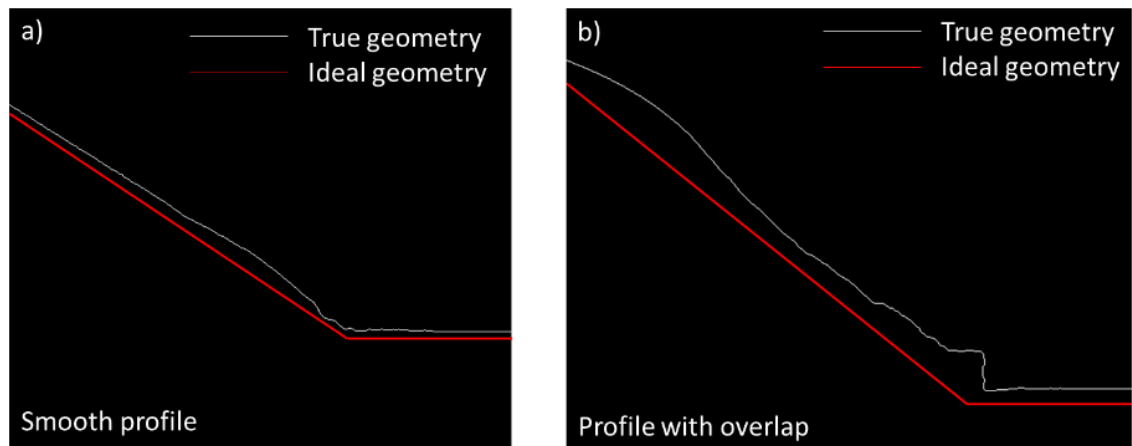 a)
True geometry
Ideal geometry
Smooth profile
b)
True geometry
Ideal geometry
Profile with overlap